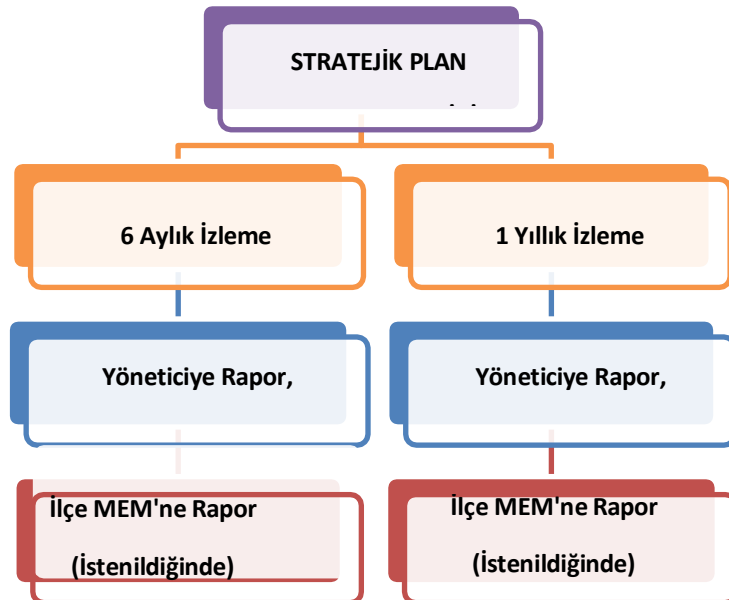 STRATEJİK PLAN
6 Aylık İzleme
1 Yıllık İzleme
Yöneticiye Rapor,
Yöneticiye Rapor,
İlçe MEM'ne Rapor
(İstenildiğinde)
İlçe MEM'ne Rapor
(İstenildiğinde)